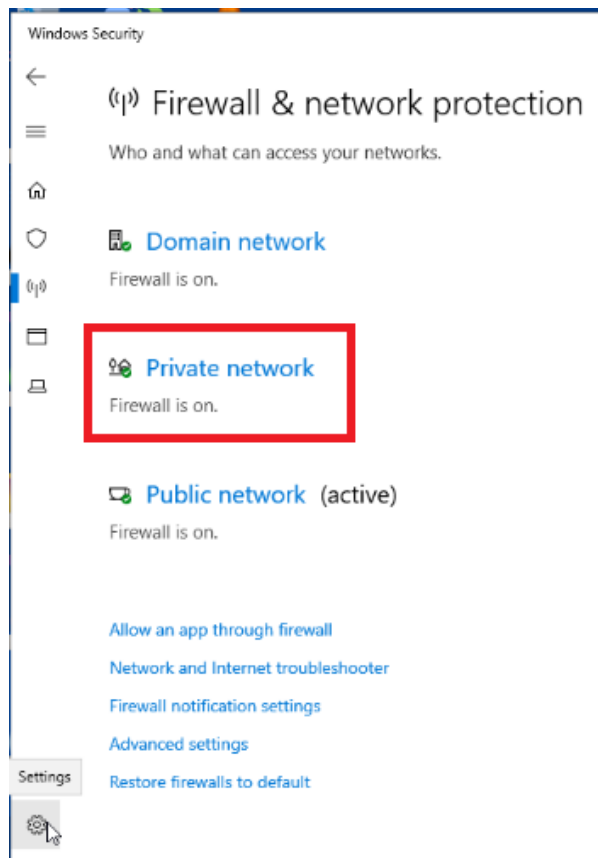 Windows Security
Firewall & network protection
Who and what can access your networks.
Domain network
Firewall is on.
Private network
Firewall is on.
Public network (active)
Firewall is on.
Allow an app through firewall
Network and Internet troubleshooter
Firewall notification settings
Advanced settings
Settings
Restore firewalls to default